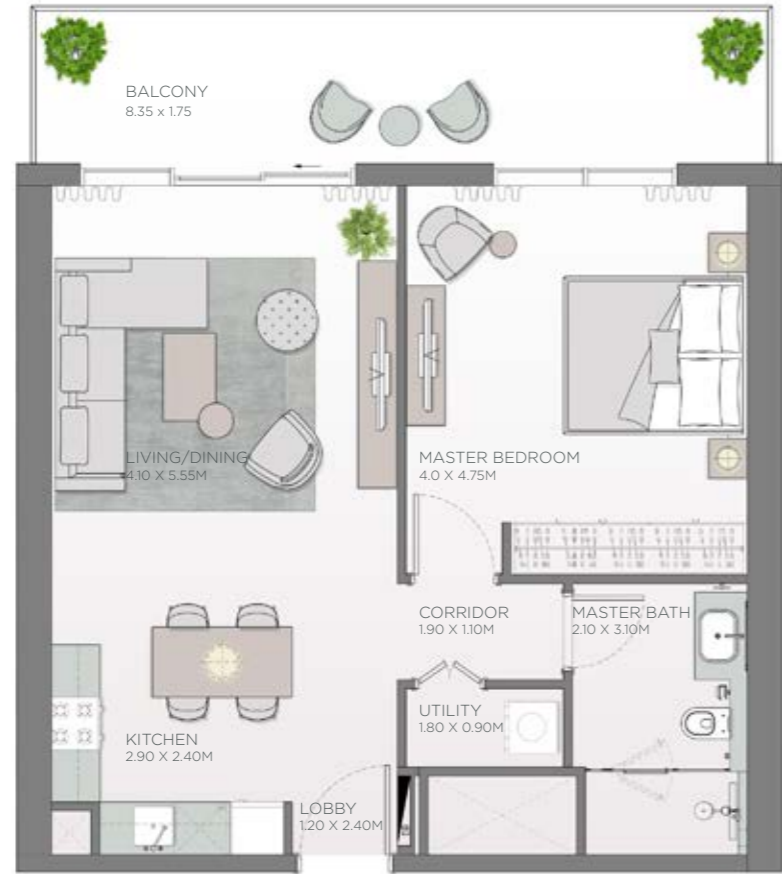 BALCONY
8.35 x 1.75
LIVING/DINING
4.10 X 5.55M
MASTER BEDROOM
4.0 X 4.75M
CORRIDOR
1.90 X 1.10M
MASTER BATH
2.10 X 3.10M
UTILITY
1.80 X 0.90M
KITCHEN
2.90 X 2.40M
LOBBY
1.20 X 2.40M